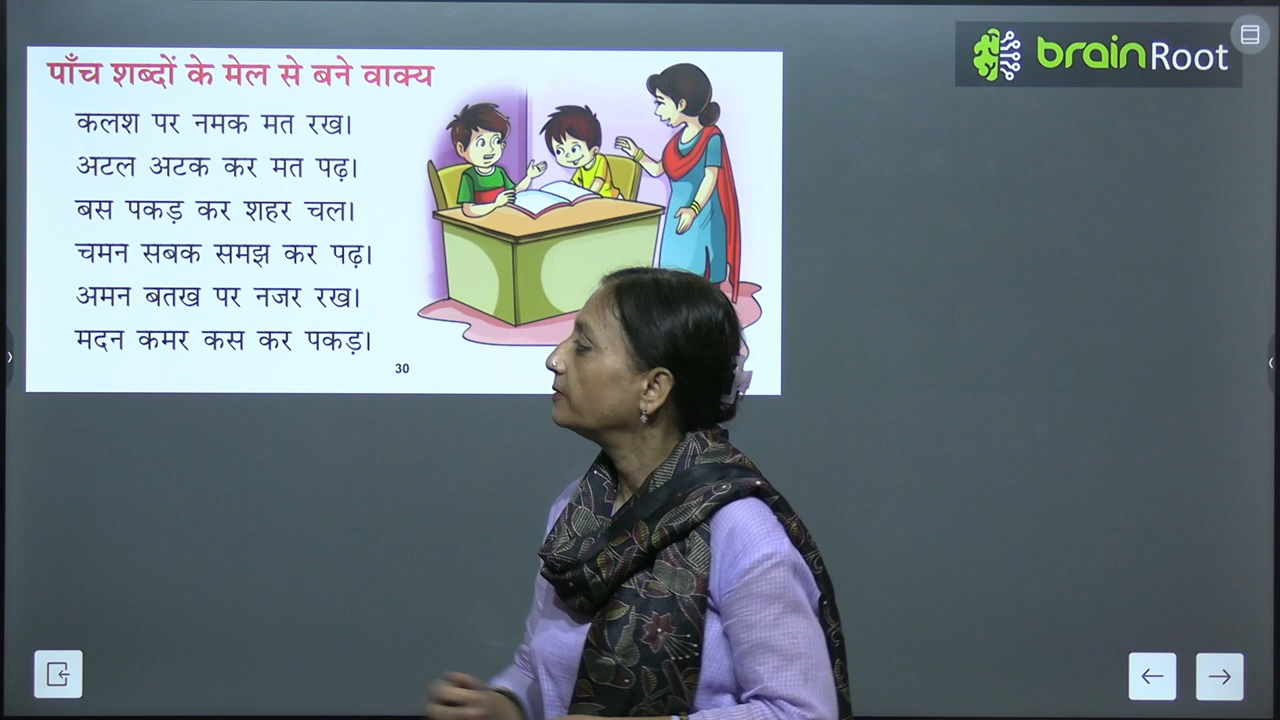 brainRoot
पाँच शब्दों के मेल से बने वाक्य
कलश पर नमक मत रख।
अटल अटक कर मत पढ़।
बस पकड़ कर शहर चल।
चमन सबक समझ कर पढ़।
अमन बतख पर नजर रख।
मदन कमर कस कर पकड़।
30